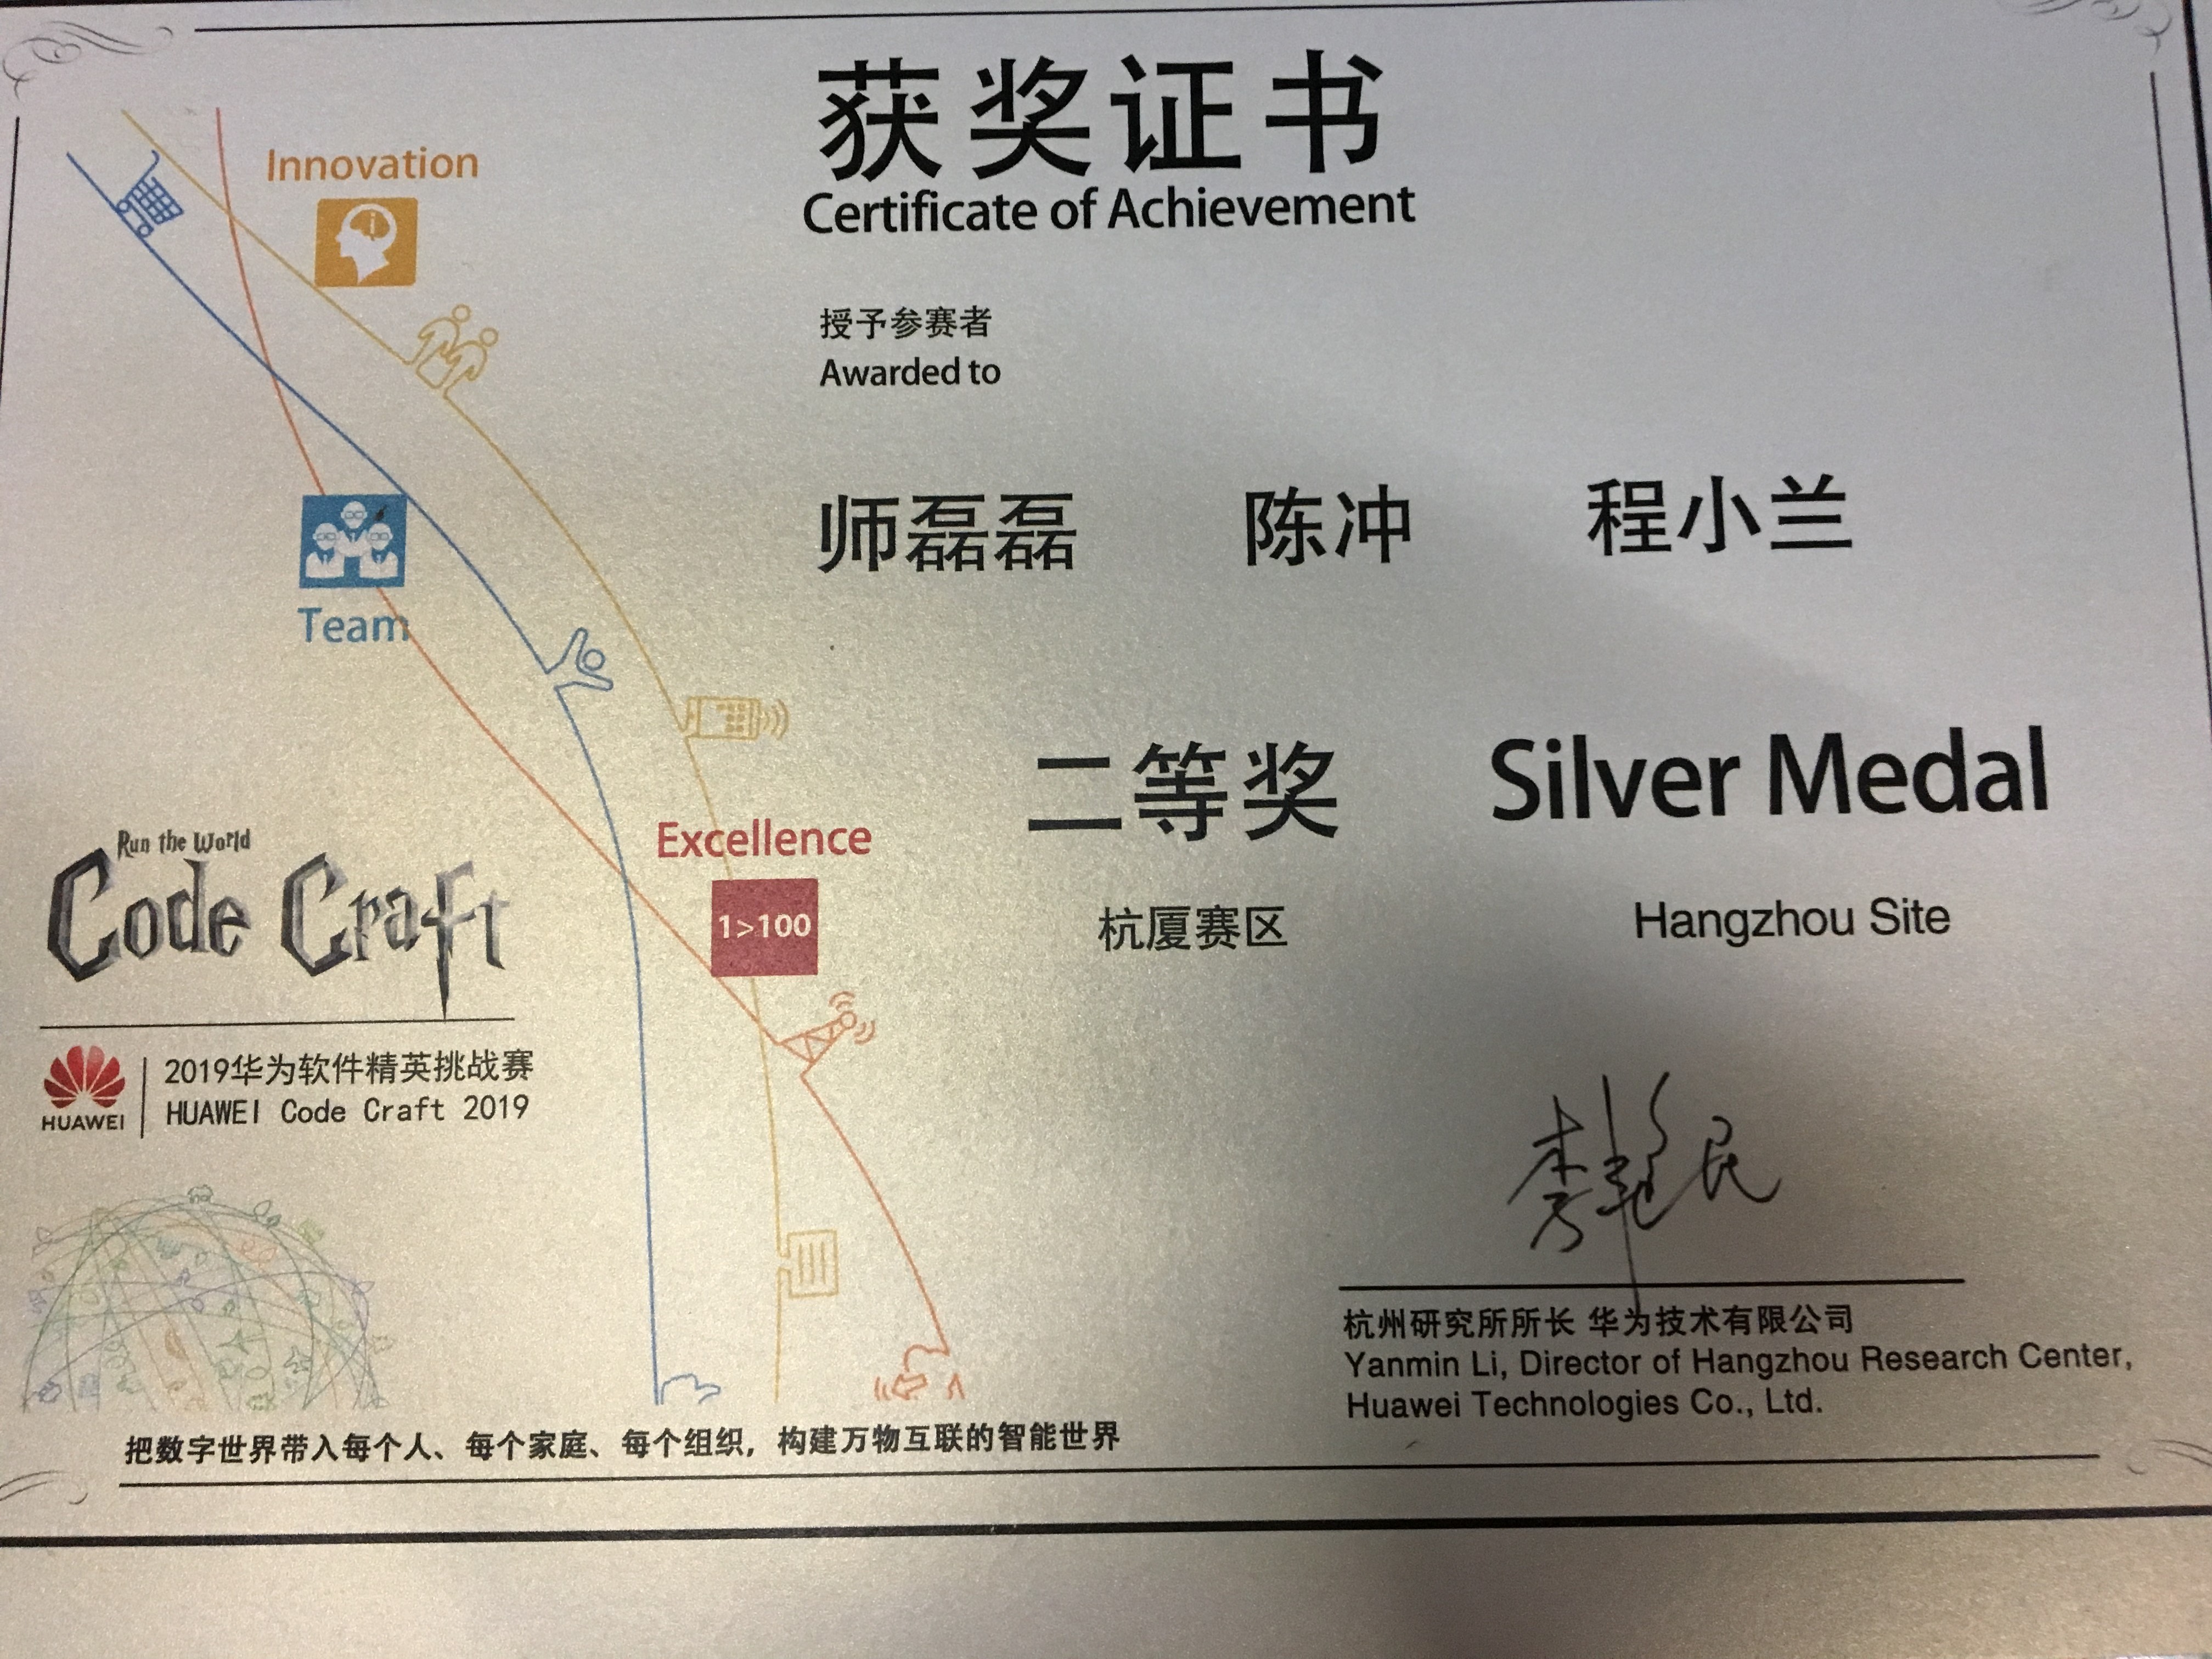 获奖证书
Certificate of Achievement
Innovation
授予参赛者
Awarded to
师磊磊 陈冲 程小兰
Team
二等奖 Silver Medal
Excellence
1>100
杭厦赛区 Hangzhou Site
Run the World
Code Craft
HUAWEI
2019华为软件精英挑战赛
HUAWEI Code Craft 2019
杭州研究所所长 华为技术有限公司
Yanmin Li, Director of Hangzhou Research Center,
Huawei Technologies Co., Ltd.
把数字世界带入每个人、每个家庭、每个组织，构建万物互联的智能世界